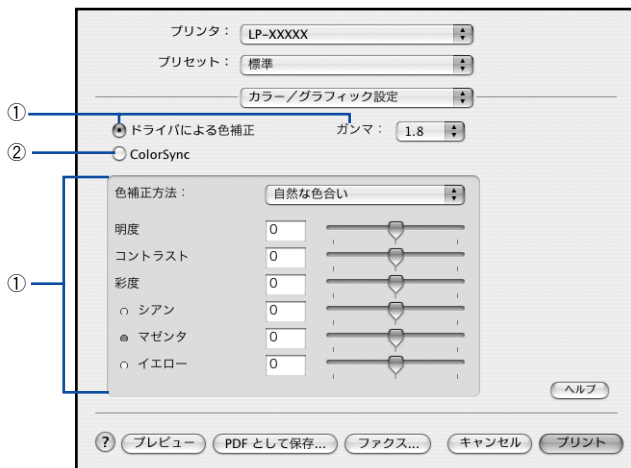 プリンタ： LP-XXXXX
プリセット： 標準
カラー／グラフィック設定
①
ドライバによる色補正 ガンマ： 1.8
② ColorSync
色補正方法： 自然な色合い
明度 0
コントラスト 0
① 彩度 0
シアン 0
マゼンタ 0
イエロー 0
ヘルプ
? プレビュー PDF として保存... ファクス... キャンセル プリント